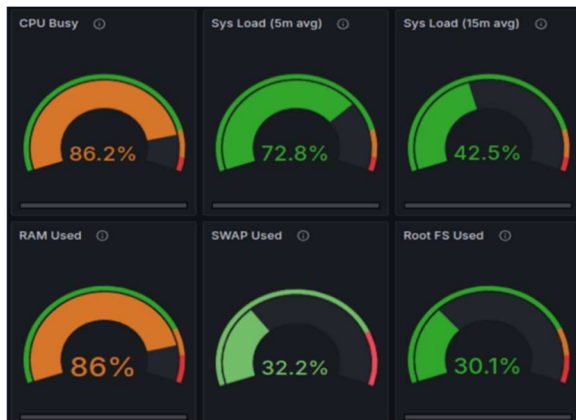 CPU Busy
Sys Load (5m avg)
Sys Load (15m avg)
86.2%
72.8%
42.5%
RAM Used
SWAP Used
Root FS Used
86%
32.2%
30.1%